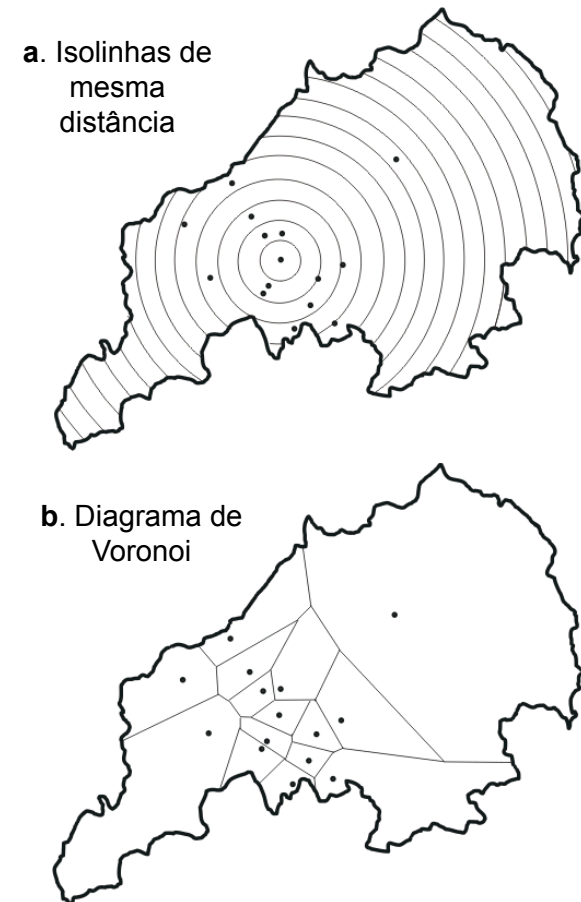 a. Isolinhas de
mesma
distância
b. Diagrama de
Voronoi